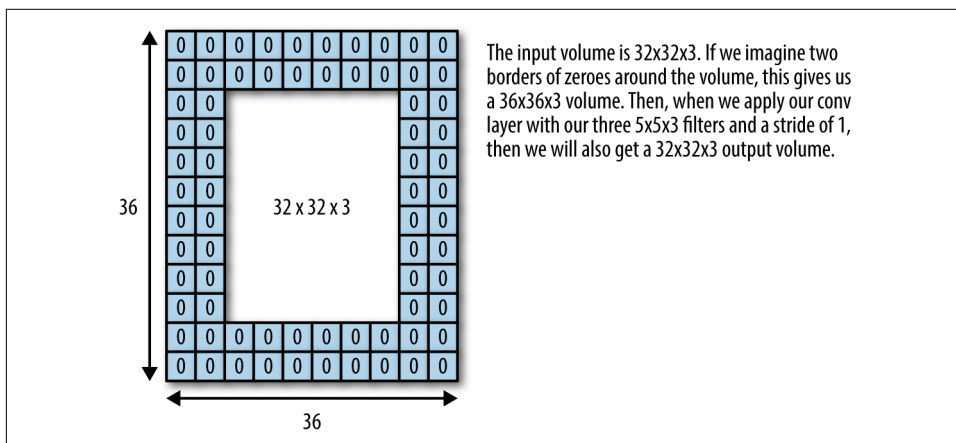 0 0 0 0 0 0 0 0 0 0
0 0 0 0 0 0 0 0 0 0
0 0 0 0
0 0 0 0
0 0 0 0
0 0 0 0
36 0 0 32 x 32 x 3 0 0
0 0 0 0
0 0 0 0
0 0 0 0
0 0 0 0 0 0 0 0 0 0
0 0 0 0 0 0 0 0 0 0
36
The input volume is 32x32x3. If we imagine two
borders of zeroes around the volume, this gives us
a 36x36x3 volume. Then, when we apply our conv
layer with our three 5x5x3 filters and a stride of 1,
then we will also get a 32x32x3 output volume.